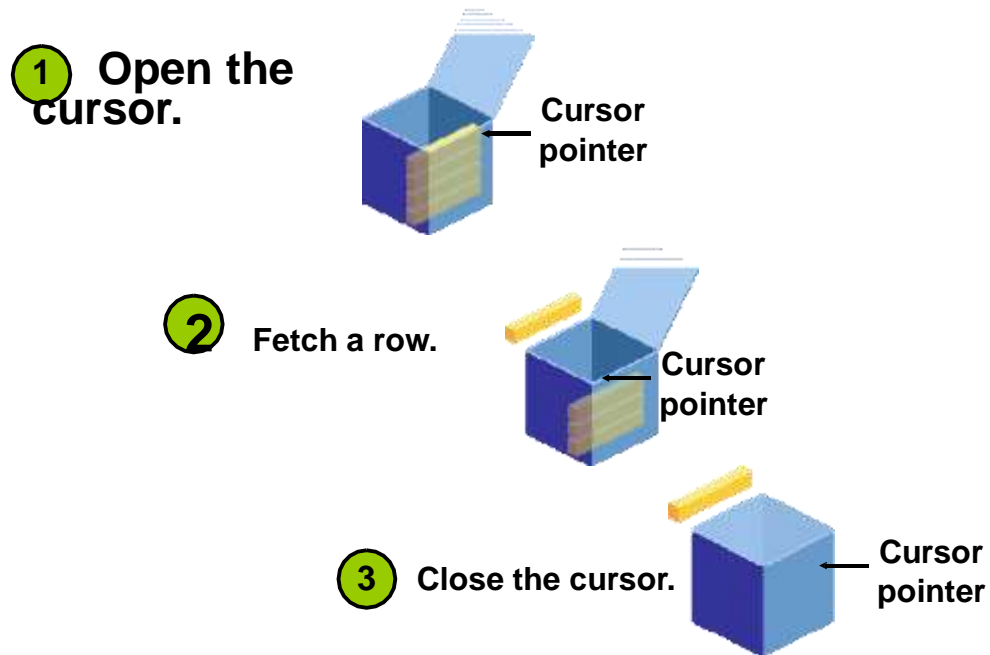 1 Open the
cursor.
Cursor
pointer
2 Fetch a row.
Cursor
pointer
3 Close the cursor.
Cursor
pointer